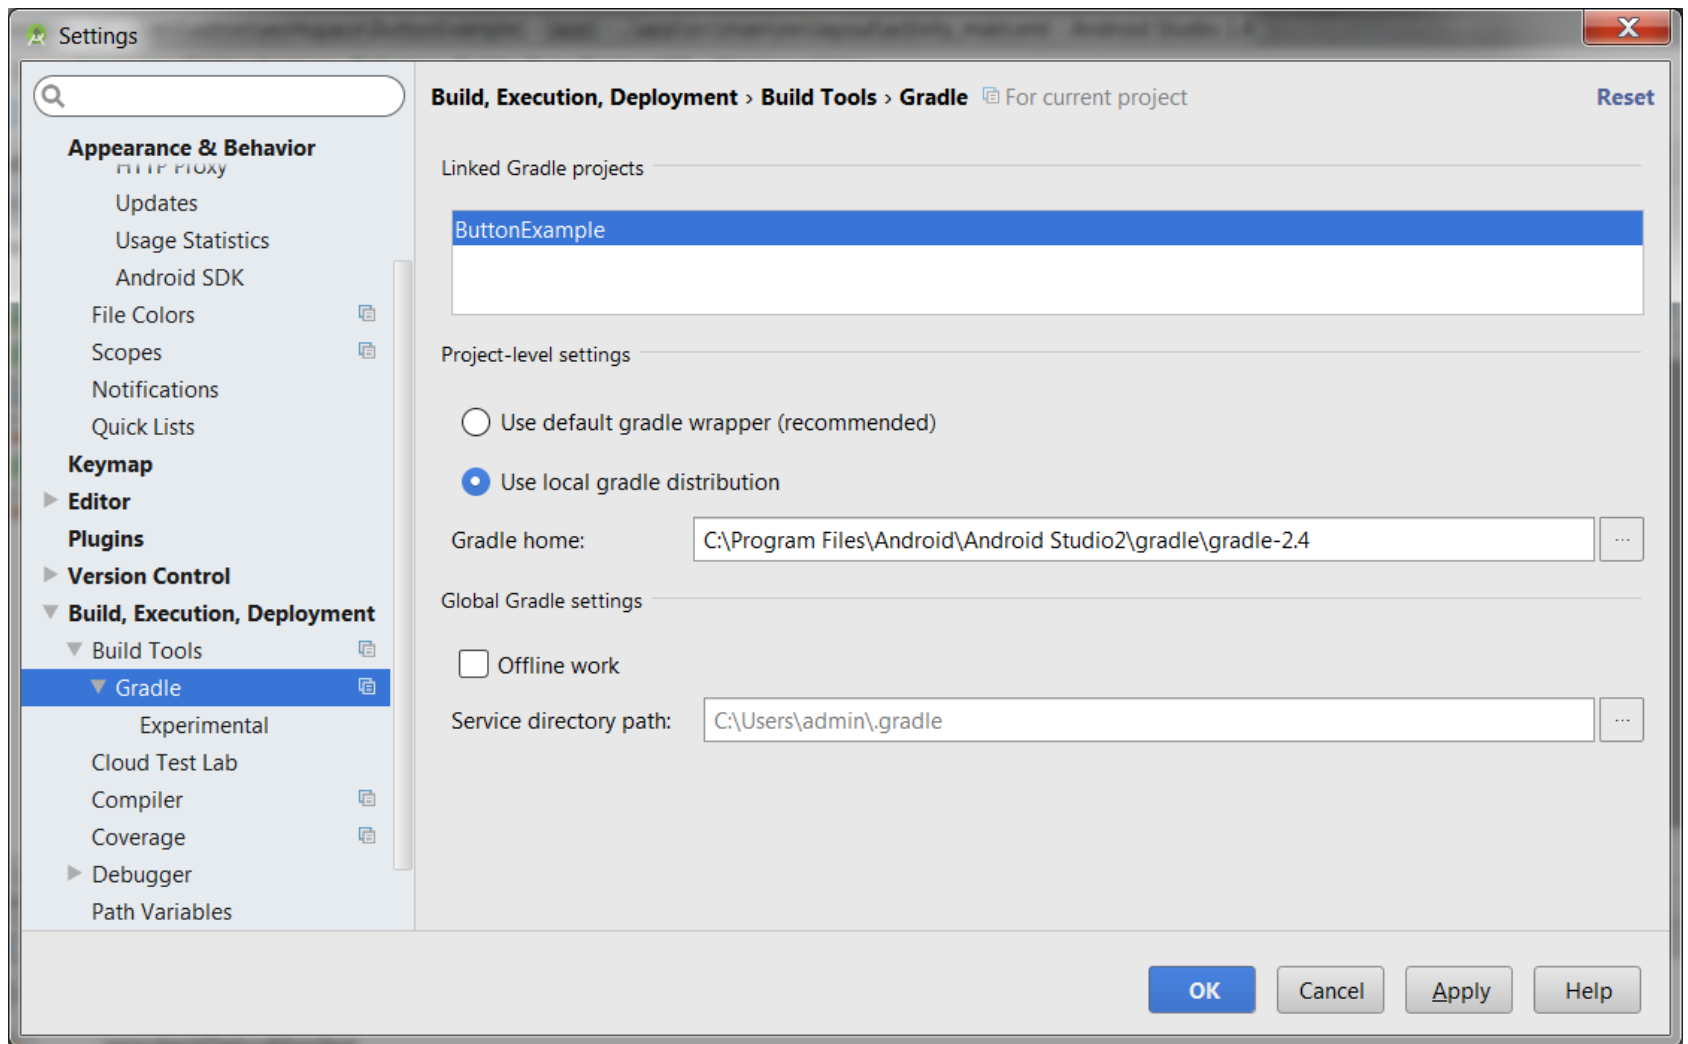 Settings
X
Appearance & Behavior
HTTP Proxy
Updates
Usage Statistics
Android SDK
File Colors
Scopes
Notifications
Quick Lists
Keymap
Editor
Plugins
Version Control
Build, Execution, Deployment
Build Tools
Gradle
Experimental
Cloud Test Lab
Compiler
Coverage
Debugger
Path Variables
Build, Execution, Deployment › Build Tools › Gradle For current project Reset
Linked Gradle projects
ButtonExample
Project-level settings
Use default gradle wrapper (recommended)
Use local gradle distribution
Gradle home: C:\Program Files\Android\Android Studio2\gradle\gradle-2.4 ...
Global Gradle settings
Offline work
Service directory path: C:\Users\admin\.gradle ...
OK Cancel Apply Help